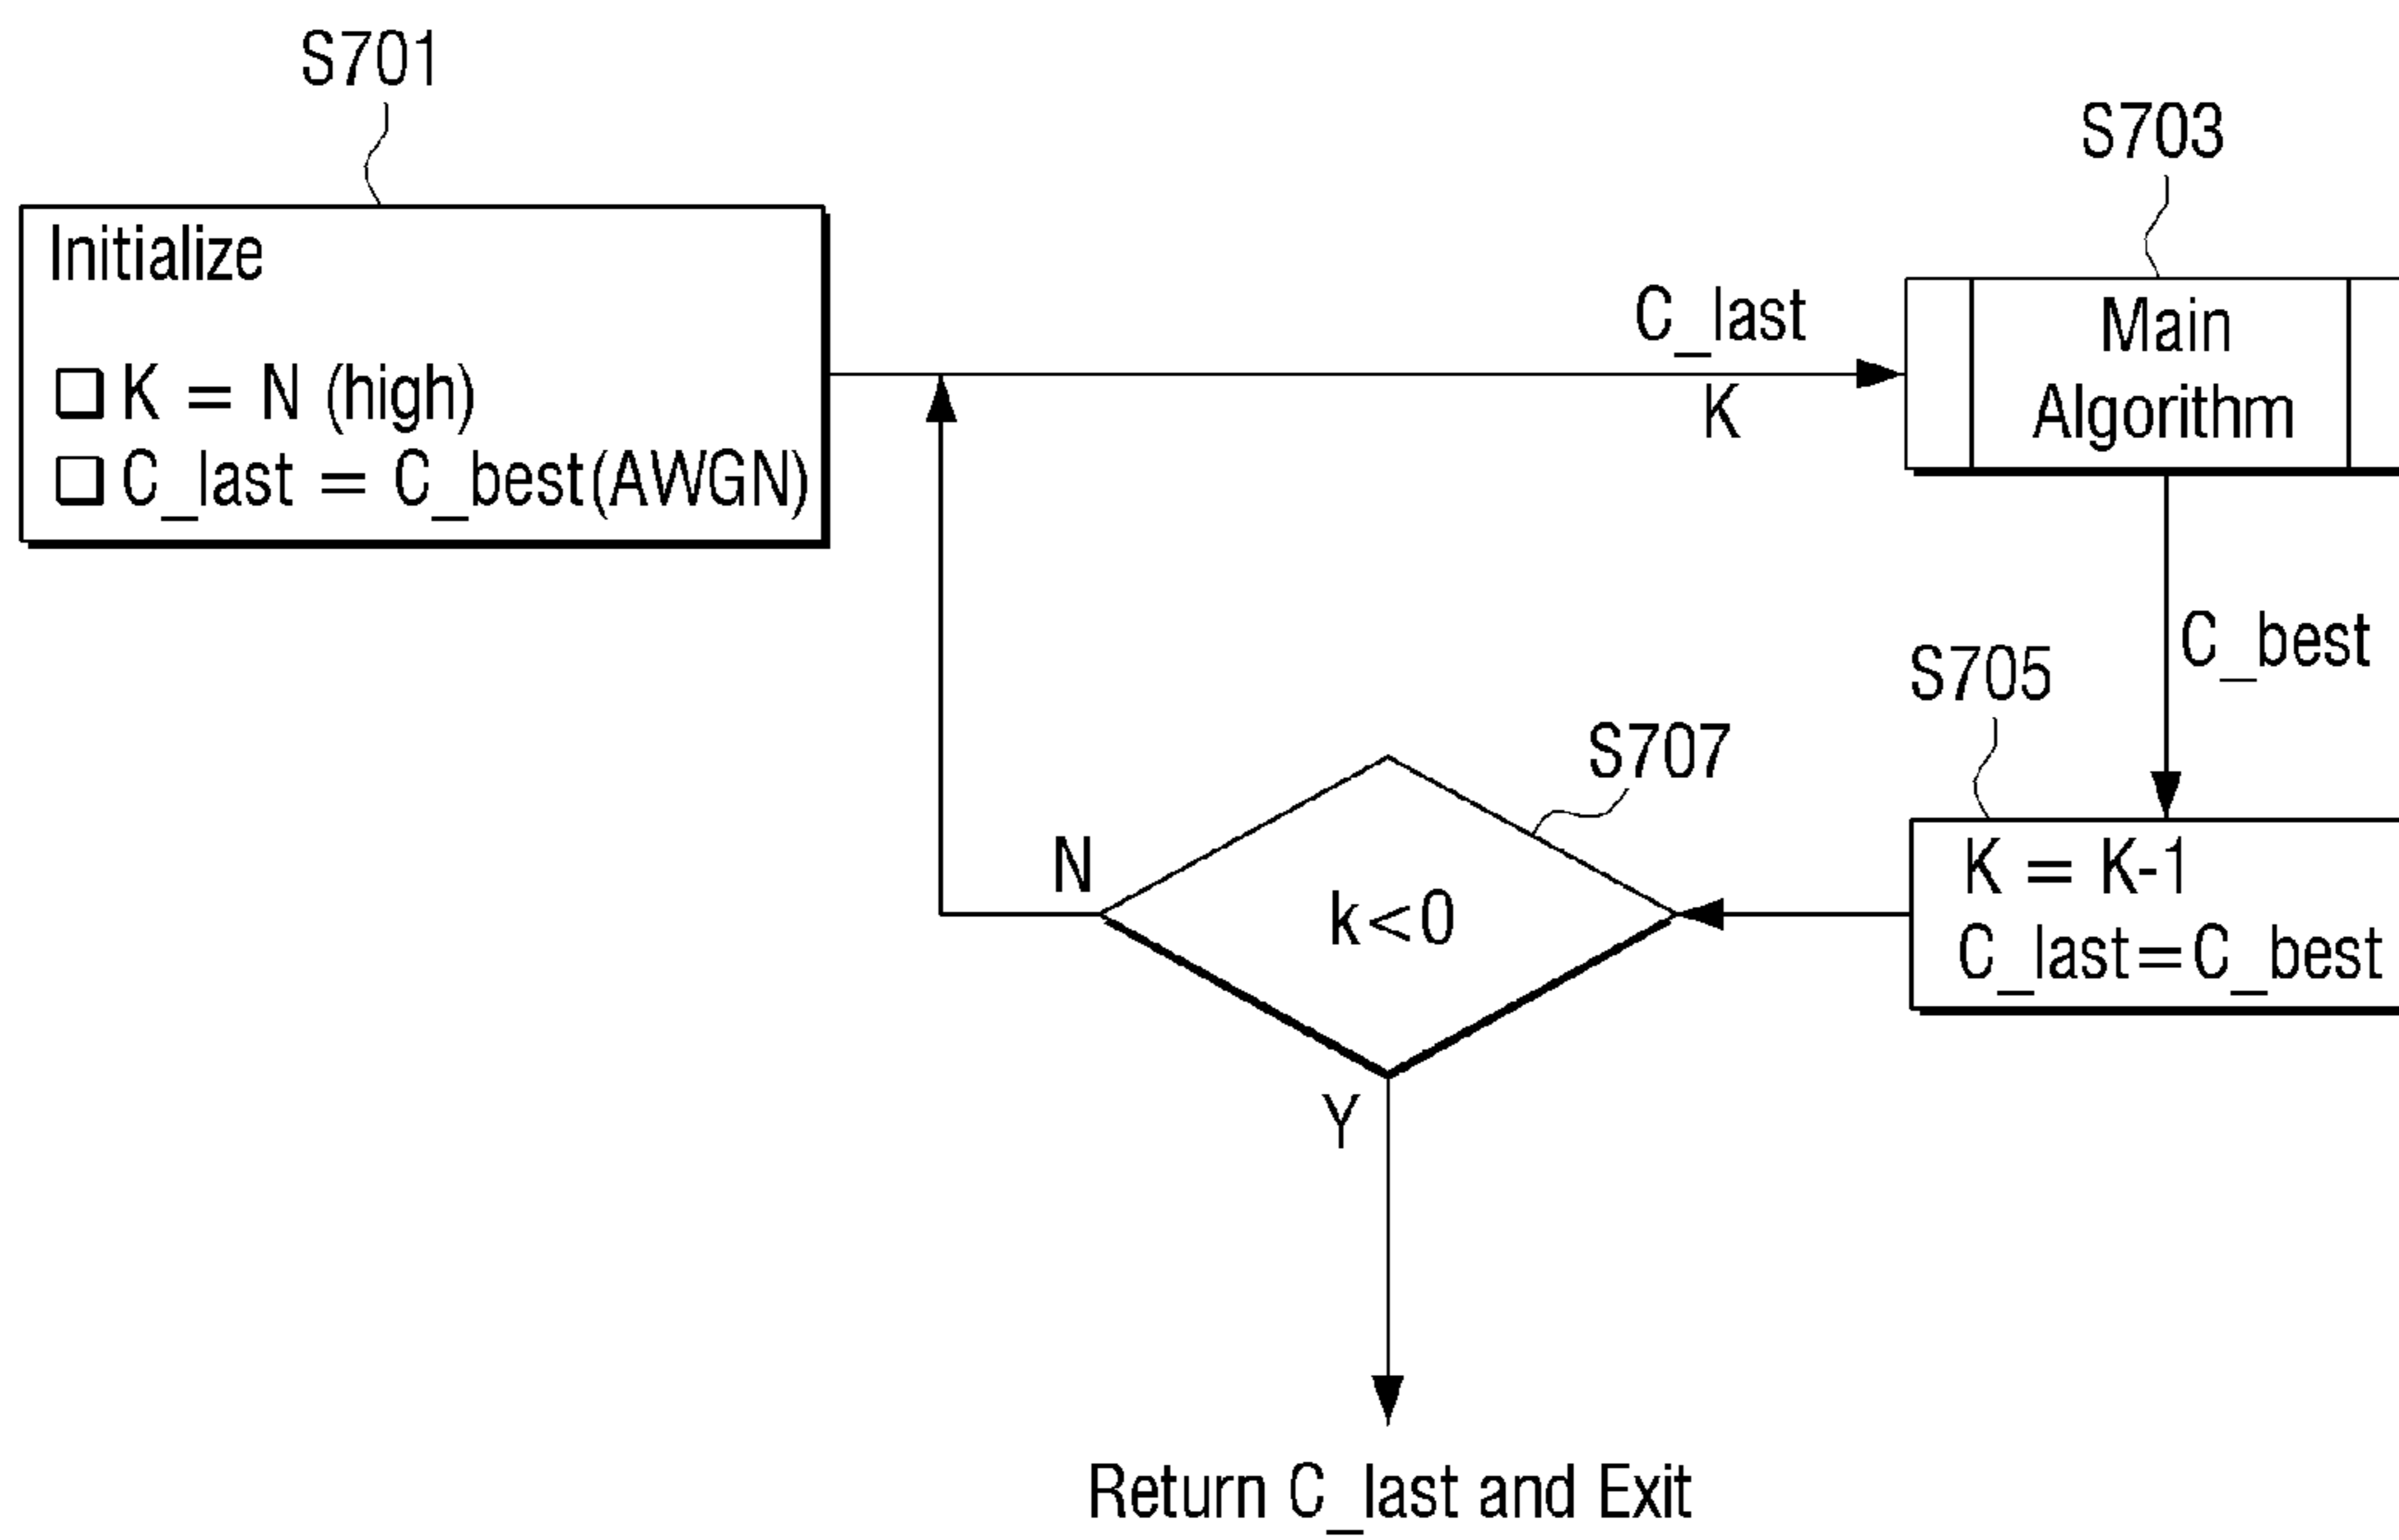 S701
Initialize
K = N (high)
C_last = C_best(AWGN)
C_last
K
S703
Main
Algorithm
C_best
S705
K = K-1
C_last=C_best
S707
k<0
N
Y
Return C_last and Exit